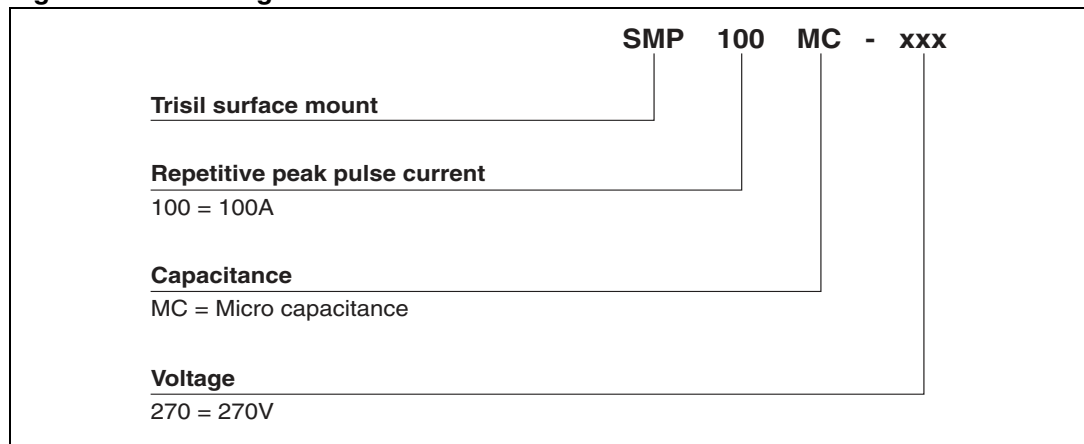 SMP 100 MC - xxx
Trisil surface mount
Repetitive peak pulse current
100 = 100A
Capacitance
MC = Micro capacitance
Voltage
270 = 270V